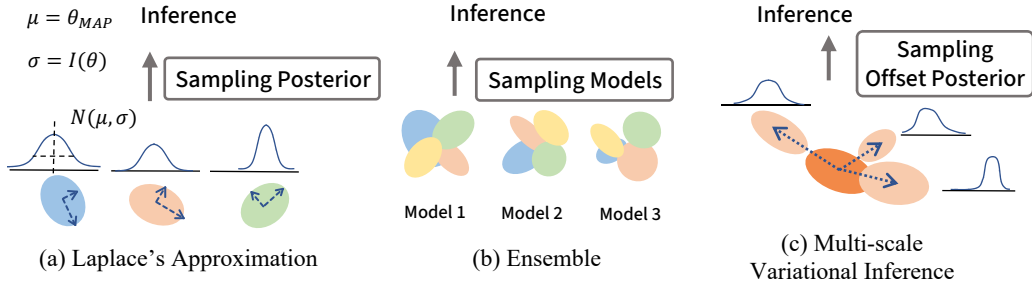 μ = θ_MAP
σ = I(θ)
Inference
Sampling Posterior
N(μ, σ)
(a) Laplace's Approximation
Inference
Sampling Models
Model 1
Model 2
Model 3
(b) Ensemble
Inference
Sampling
Offset Posterior
(c) Multi-scale
Variational Inference